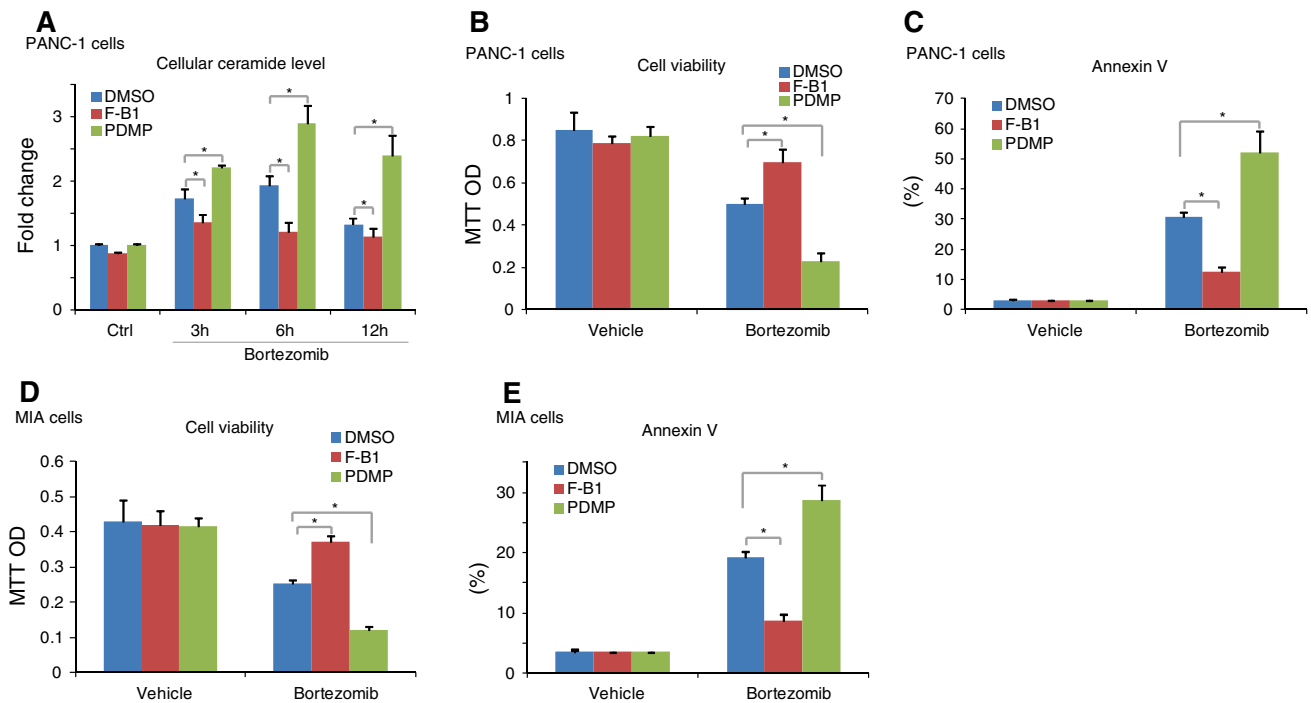 A
PANC-1 cells
Cellular ceramide level
DMSO
F-B1
PDMP
Fold change
3
2
1
0
* * * * * *
Ctrl 3h 6h 12h
Bortezomib
B
PANC-1 cells
Cell viability
DMSO
F-B1
PDMP
MTT OD
1
0.8
0.6
0.4
0.2
0
* *
Vehicle Bortezomib
C
PANC-1 cells
Annexin V
DMSO
F-B1
PDMP
(%)
70
60
50
40
30
20
10
0
* *
Vehicle Bortezomib
D
MIA cells
Cell viability
DMSO
F-B1
PDMP
MTT OD
0.6
0.5
0.4
0.3
0.2
0.1
0
* *
Vehicle Bortezomib
E
MIA cells
Annexin V
DMSO
F-B1
PDMP
(%)
30
20
10
0
* *
Vehicle Bortezomib